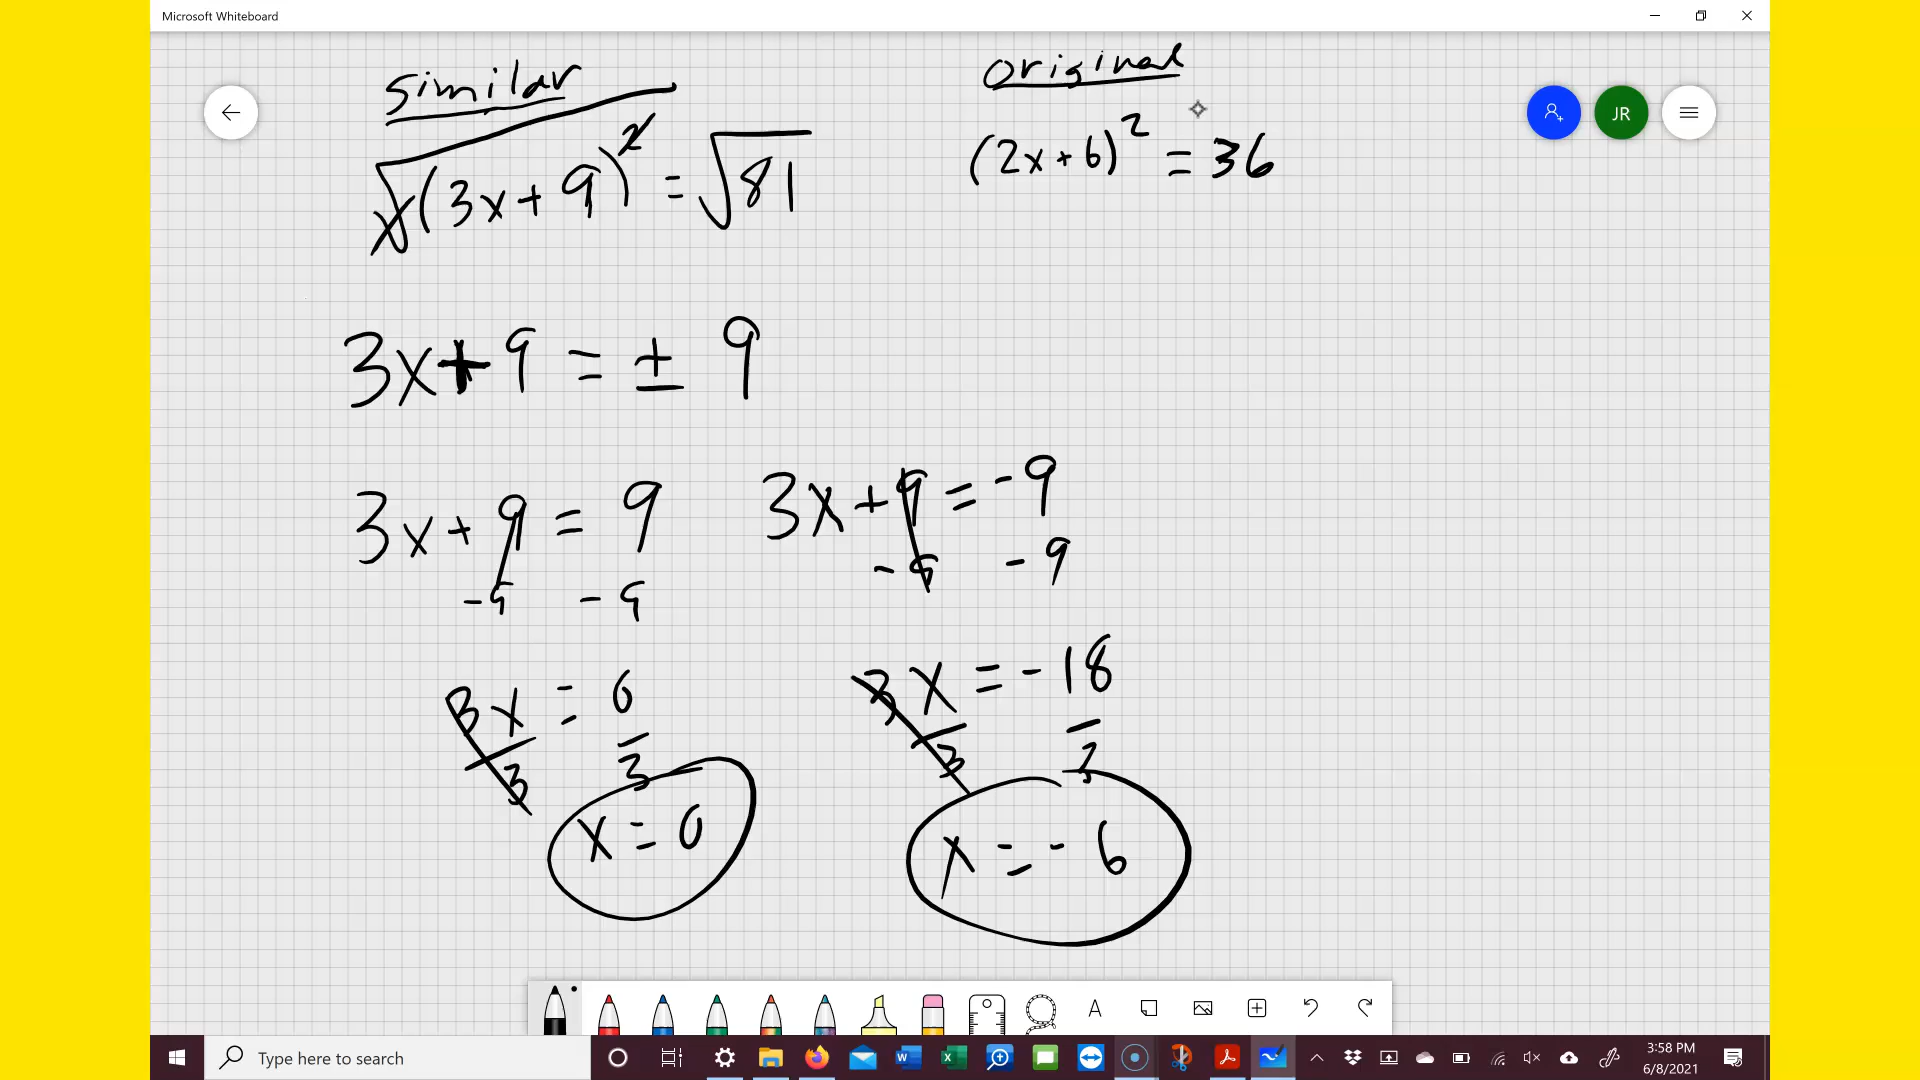 Microsoft Whiteboard
Similar
√(3x+9)² = √81
3x+9 = ± 9
3x+9 = 9
-9 -9
3x = 0
3 3
x = 0
3x+9 = -9
-9 -9
3x = -18
3 3
x = -6
original
(2x+6)² = 36
JR
A
Type here to search
3:58 PM
6/8/2021